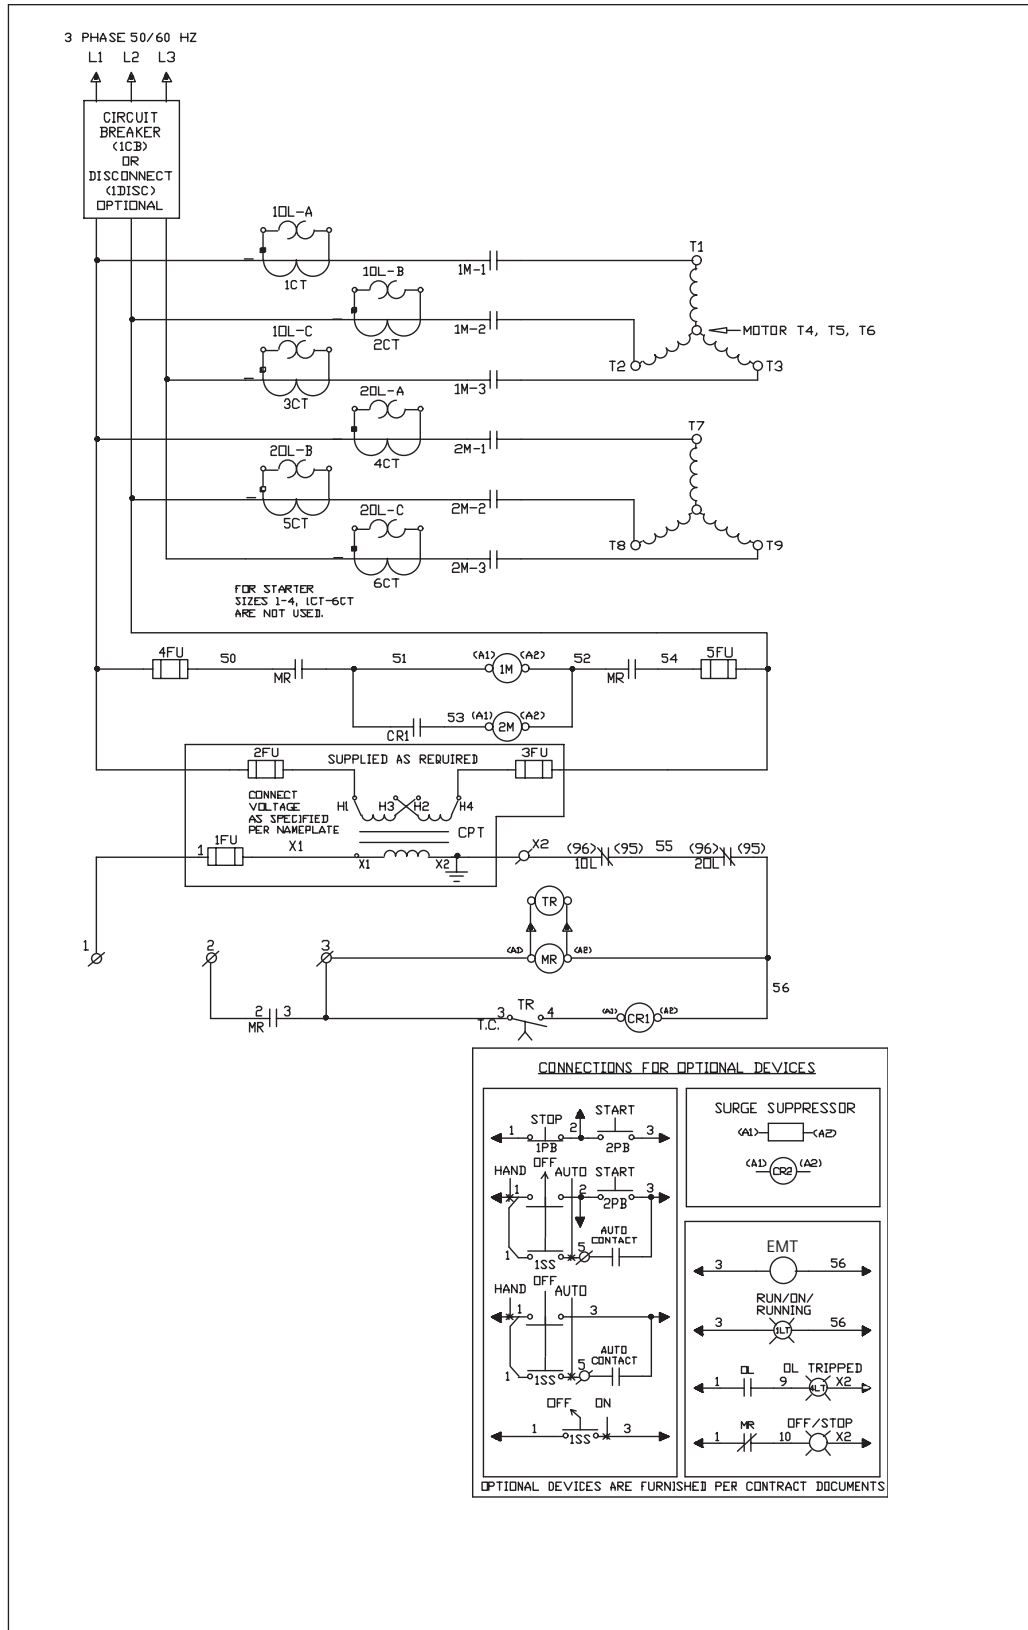 3 PHASE 50/60 HZ
L1 L2 L3
CIRCUIT
BREAKER
(1CB)
OR
DISCONNECT
(1DISC)
OPTIONAL
1OL-A
1CT
1M-1
T1
1OL-B
2CT
1M-2
MOTOR T4, T5, T6
1OL-C
3CT
1M-3
T2
T3
2OL-A
4CT
2M-1
T7
2OL-B
5CT
2M-2
2OL-C
6CT
2M-3
T8
T9
FOR STARTER
SIZES 1-4, 1CT-6CT
ARE NOT USED.
4FU 50 MR 51 (A1) 1M (A2) 52 MR 54 5FU
CR1 53 (A1) 2M (A2)
2FU SUPPLIED AS REQUIRED 3FU
CONNECT
VOLTAGE
AS SPECIFIED
PER NAMEPLATE
H1 H3 H2 H4
CPT
1 1FU X1 X1 X2 X2 (96) 1OL (95) 55 (96) 2OL (95)
TR
1 2 3 (A1) MR (A2)
56
2 3
MR
T.C. 3 TR 4 (A1) CR1 (A2)
CONNECTIONS FOR OPTIONAL DEVICES
STOP START
1 2 3
1PB 2PB
OFF
HAND AUTO START
1 2 3
2PB
AUTO
CONTACT
1 1SS 5
OFF
HAND AUTO
1 3
AUTO
CONTACT
1 1SS 5
OFF ON
1 1SS 3
SURGE SUPPRESSOR
(A1) (A2)
(A1) CR2 (A2)
EMT
3 56
RUN/ON/
RUNNING
3 1LT 56
OL OL TRIPPED
1 9 4LT X2
MR OFF/STOP
1 10 X2
OPTIONAL DEVICES ARE FURNISHED PER CONTRACT DOCUMENTS